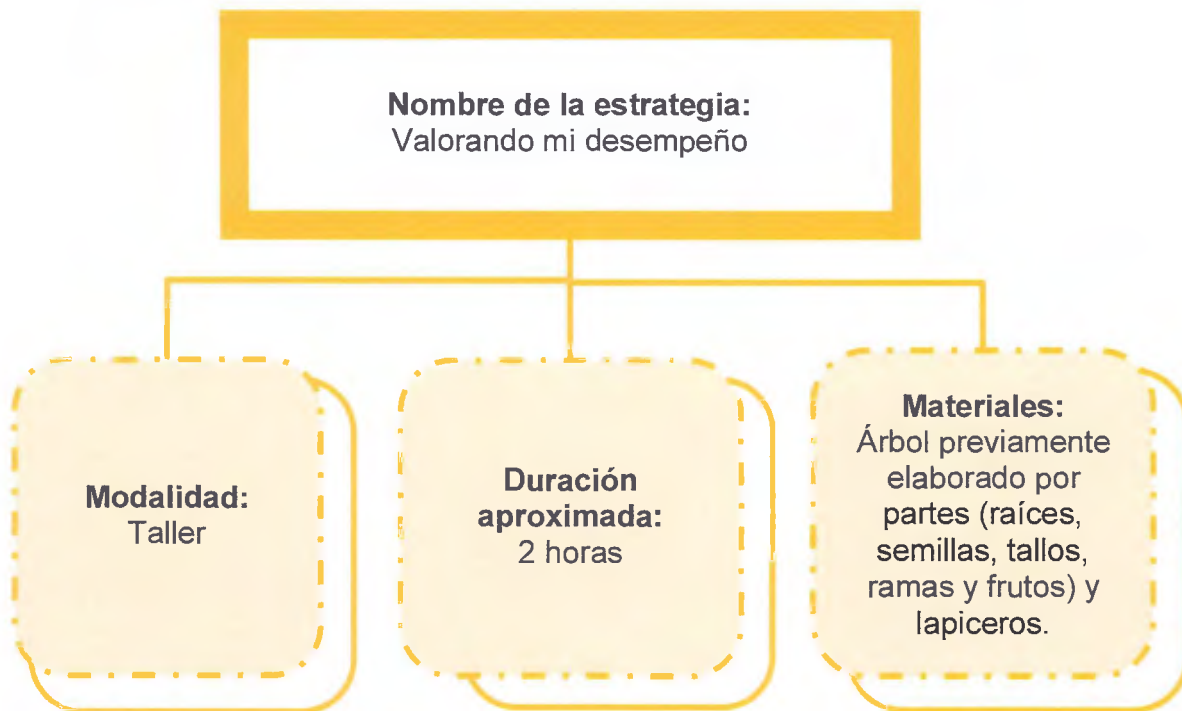 Nombre de la estrategia:
Valorando mi desempeño
Modalidad:
Taller
Duración
aproximada:
2 horas
Materiales:
Árbol previamente
elaborado por
partes (raíces,
semillas, tallos,
ramas y frutos) y
lapiceros.